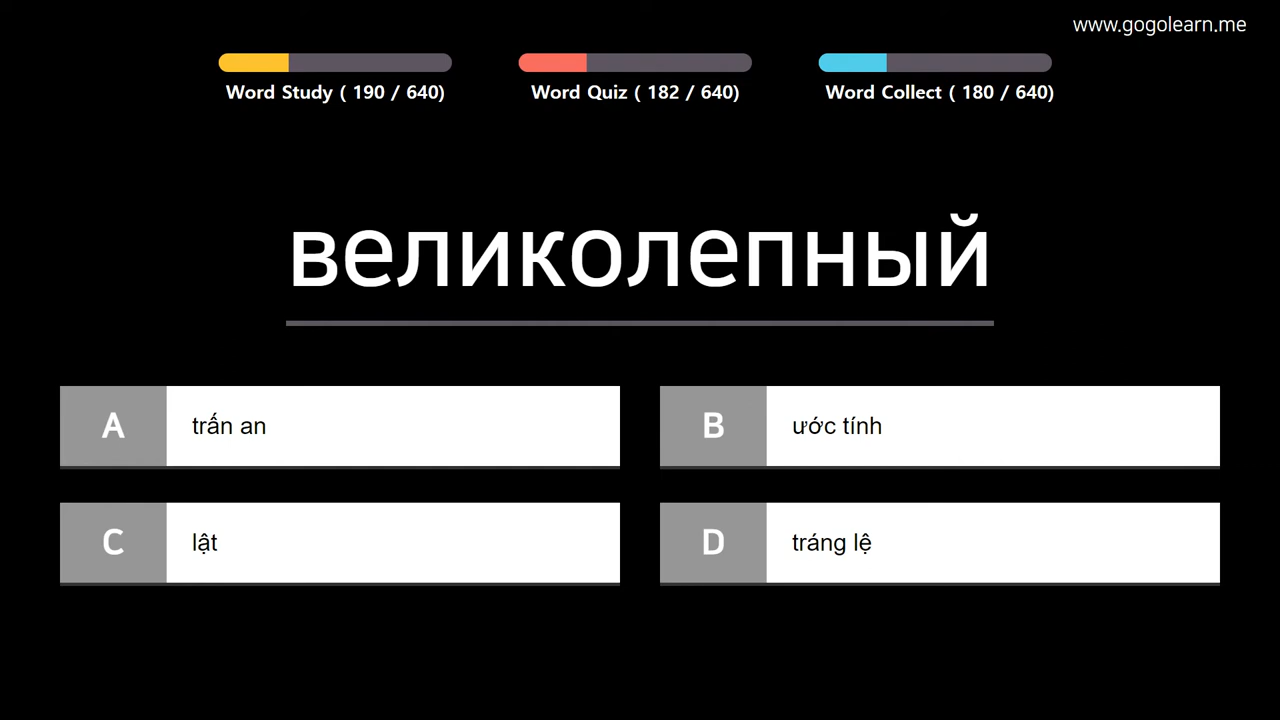 www.gogolearn.me
Word Study ( 190 / 640)
Word Quiz ( 182 / 640)
Word Collect ( 180 / 640)
великолепный
A trấn an
B ước tính
C lật
D tráng lệ